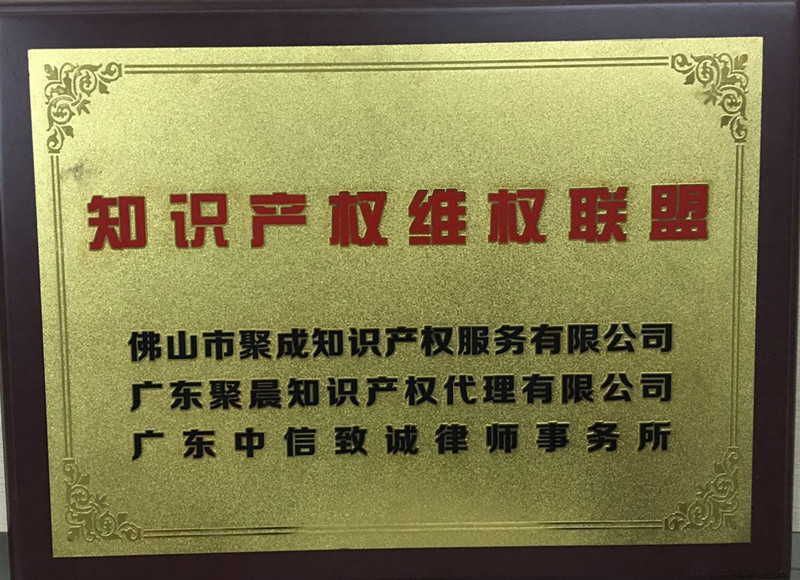 知识产权维权联盟
佛山市聚成知识产权服务有限公司
广东聚晨知识产权代理有限公司
广东中信致诚律师事务所